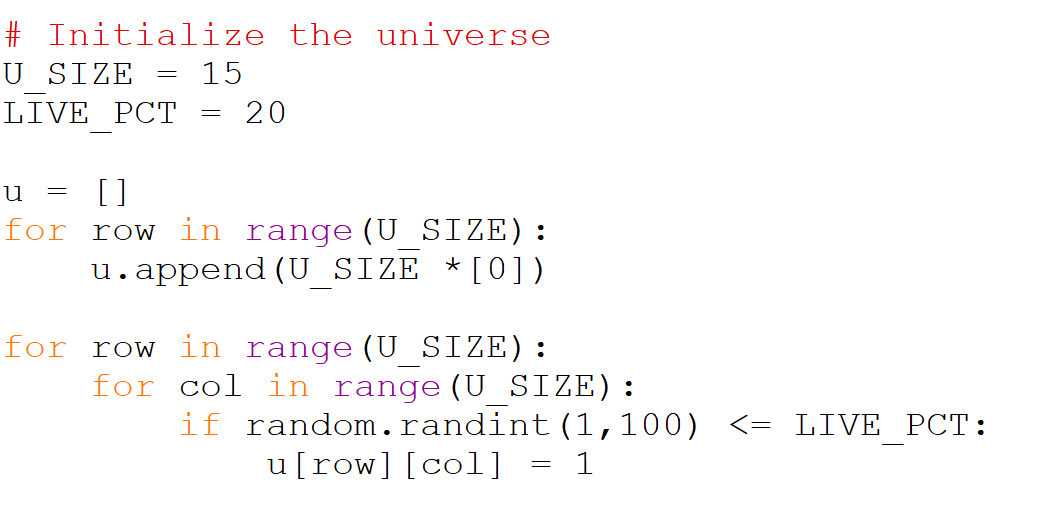 # Initialize the universe
U_SIZE = 15
LIVE_PCT = 20

u = []
for row in range(U_SIZE):
    u.append(U_SIZE *[0])

for row in range(U_SIZE):
    for col in range(U_SIZE):
        if random.randint(1,100) <= LIVE_PCT:
            u[row][col] = 1